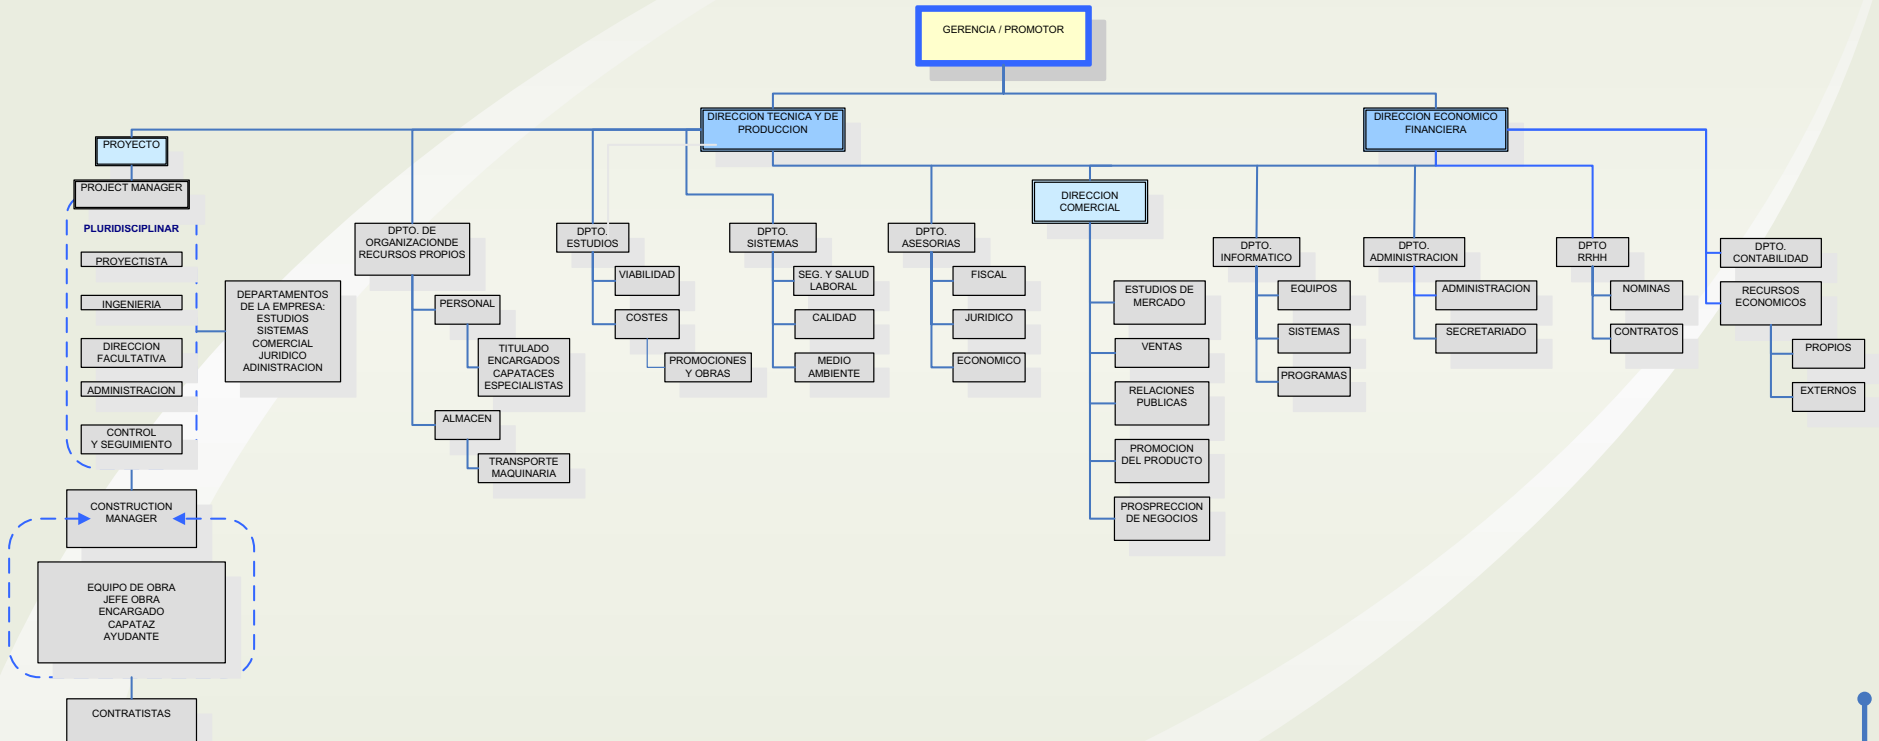 GERENCIA / PROMOTOR
DIRECCION TECNICA Y DE
PRODUCCION
DIRECCION ECONOMICO
FINANCIERA
PROYECTO
PROJECT MANAGER
PLURIDISCIPLINAR
PROYECTISTA
INGENIERIA
DIRECCION
FACULTATIVA
ADMINISTRACION
CONTROL
Y SEGUIMIENTO
DEPARTAMENTOS
DE LA EMPRESA:
ESTUDIOS
SISTEMAS
COMERCIAL
JURIDICO
ADINISTRACION
CONSTRUCTION
MANAGER
EQUIPO DE OBRA
JEFE OBRA
ENCARGADO
CAPATAZ
AYUDANTE
CONTRATISTAS
DPTO. DE
ORGANIZACIONDE
RECURSOS PROPIOS
PERSONAL
TITULADO
ENCARGADOS
CAPATACES
ESPECIALISTAS
ALMACEN
TRANSPORTE
MAQUINARIA
DPTO.
ESTUDIOS
VIABILIDAD
COSTES
PROMOCIONES
Y OBRAS
DPTO.
SISTEMAS
SEG. Y SALUD
LABORAL
CALIDAD
MEDIO
AMBIENTE
DPTO.
ASESORIAS
FISCAL
JURIDICO
ECONOMICO
DIRECCION
COMERCIAL
ESTUDIOS DE
MERCADO
VENTAS
RELACIONES
PUBLICAS
PROMOCION
DEL PRODUCTO
PROSPRECCION
DE NEGOCIOS
DPTO.
INFORMATICO
EQUIPOS
SISTEMAS
PROGRAMAS
DPTO.
ADMINISTRACION
ADMINISTRACION
SECRETARIADO
DPTO
RRHH
NOMINAS
CONTRATOS
DPTO.
CONTABILIDAD
RECURSOS
ECONOMICOS
PROPIOS
EXTERNOS